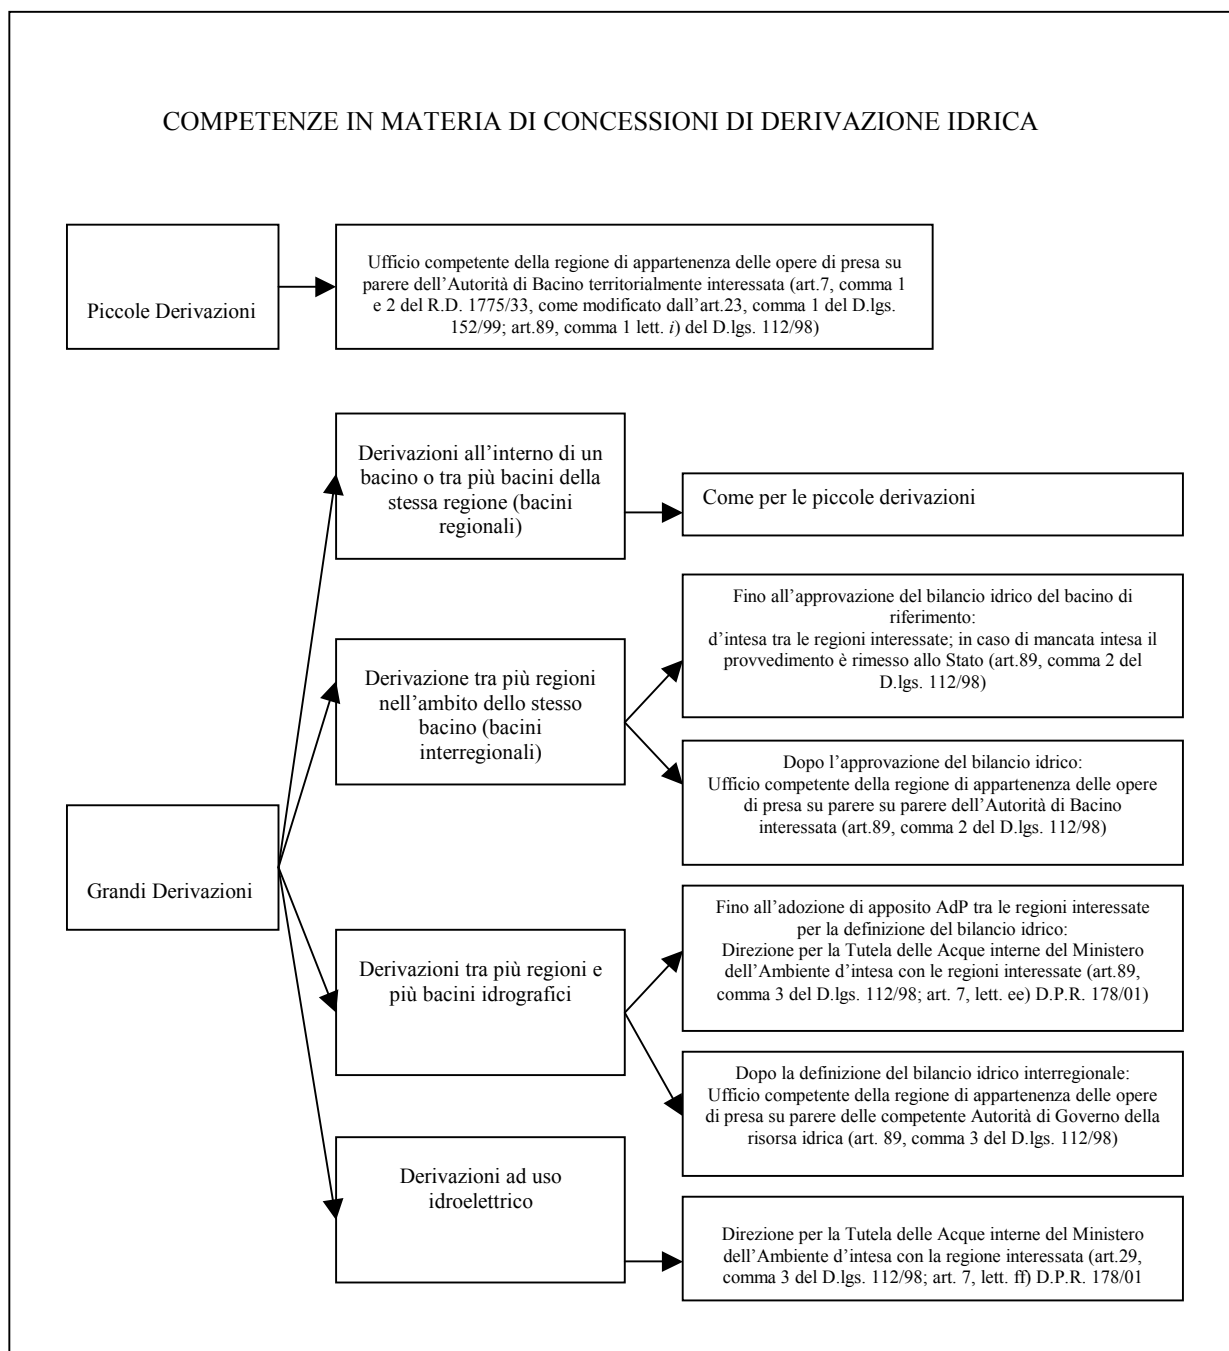 COMPETENZE IN MATERIA DI CONCESSIONI DI DERIVAZIONE IDRICA
Piccole Derivazioni
Ufficio competente della regione di appartenenza delle opere di presa su
parere dell’Autorità di Bacino territorialmente interessata (art.7, comma 1
e 2 del R.D. 1775/33, come modificato dall’art.23, comma 1 del D.lgs.
152/99; art.89, comma 1 lett. i) del D.lgs. 112/98)
Grandi Derivazioni
Derivazioni all’interno di un
bacino o tra più bacini della
stessa regione (bacini
regionali)
Come per le piccole derivazioni
Derivazione tra più regioni
nell’ambito dello stesso
bacino (bacini
interregionali)
Fino all’approvazione del bilancio idrico del bacino di
riferimento:
d’intesa tra le regioni interessate; in caso di mancata intesa il
provvedimento è rimesso allo Stato (art.89, comma 2 del
D.lgs. 112/98)
Dopo l’approvazione del bilancio idrico:
Ufficio competente della regione di appartenenza delle opere
di presa su parere su parere dell’Autorità di Bacino
interessata (art.89, comma 2 del D.lgs. 112/98)
Derivazioni tra più regioni e
più bacini idrografici
Fino all’adozione di apposito AdP tra le regioni interessate
per la definizione del bilancio idrico:
Direzione per la Tutela delle Acque interne del Ministero
dell’Ambiente d’intesa con le regioni interessate (art.89,
comma 3 del D.lgs. 112/98; art. 7, lett. ee) D.P.R. 178/01)
Dopo la definizione del bilancio idrico interregionale:
Ufficio competente della regione di appartenenza delle opere
di presa su parere delle competente Autorità di Governo della
risorsa idrica (art. 89, comma 3 del D.lgs. 112/98)
Derivazioni ad uso
idroelettrico
Direzione per la Tutela delle Acque interne del Ministero
dell’Ambiente d’intesa con la regione interessata (art.29,
comma 3 del D.lgs. 112/98; art. 7, lett. ff) D.P.R. 178/01